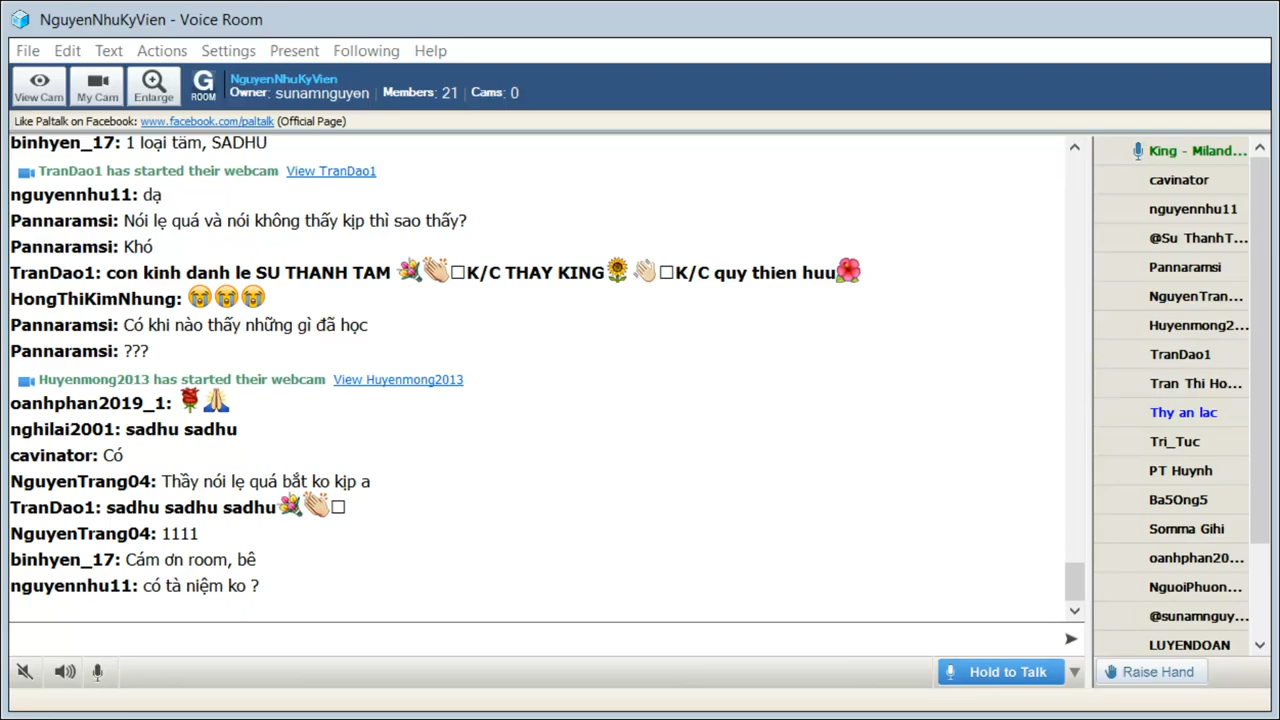 NguyenNhuKyVien - Voice Room
File Edit Text Actions Settings Present Following Help
View Cam My Cam Enlarge G ROOM
NguyenNhuKyVien
Owner: sunamnguyen Members: 21 Cams: 0
Like Paltalk on Facebook: www.facebook.com/paltalk (Official Page)
binhyen_17: 1 loại tâm, SADHU
TranDao1 has started their webcam View TranDao1
nguyennhu11: dạ
Pannaramsi: Nói lẹ quá và nói không thấy kịp thì sao thấy?
Pannaramsi: Khó
TranDao1: con kinh danh le SU THANH TAM 💐👏□K/C THAY KING🌻👏□K/C quy thien huu🌺
HongThiKimNhung: 😭😭😭
Pannaramsi: Có khi nào thấy những gì đã học
Pannaramsi: ???
Huyenmong2013 has started their webcam View Huyenmong2013
oanhphan2019_1: 🌹🙏
nghilai2001: sadhu sadhu
cavinator: Có
NguyenTrang04: Thầy nói lẹ quá bắt ko kịp a
TranDao1: sadhu sadhu sadhu💐👏□
NguyenTrang04: 1111
binhyen_17: Cám ơn room, bê
nguyennhu11: có tà niệm ko ?
King - Miland...
cavinator
nguyennhu11
@Su ThanhT...
Pannaramsi
NguyenTran...
Huyenmong2...
TranDao1
Tran Thi Ho...
Thy an lac
Tri_Tuc
PT Huynh
Ba5Ong5
Somma Gihi
oanhphan20...
NguoiPhuon...
@sunamnguy...
LUYENDOAN
Hold to Talk
Raise Hand